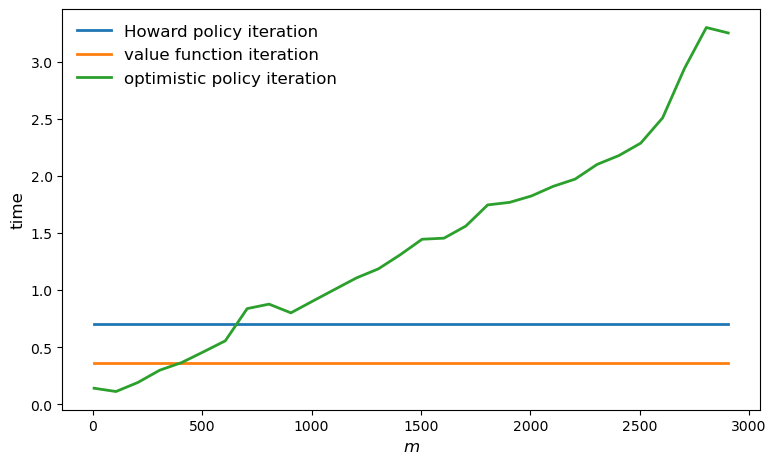 Howard policy iteration
value function iteration
optimistic policy iteration
time
3.0
2.5
2.0
1.5
1.0
0.5
0.0
0 500 1000 1500 2000 2500 3000
m